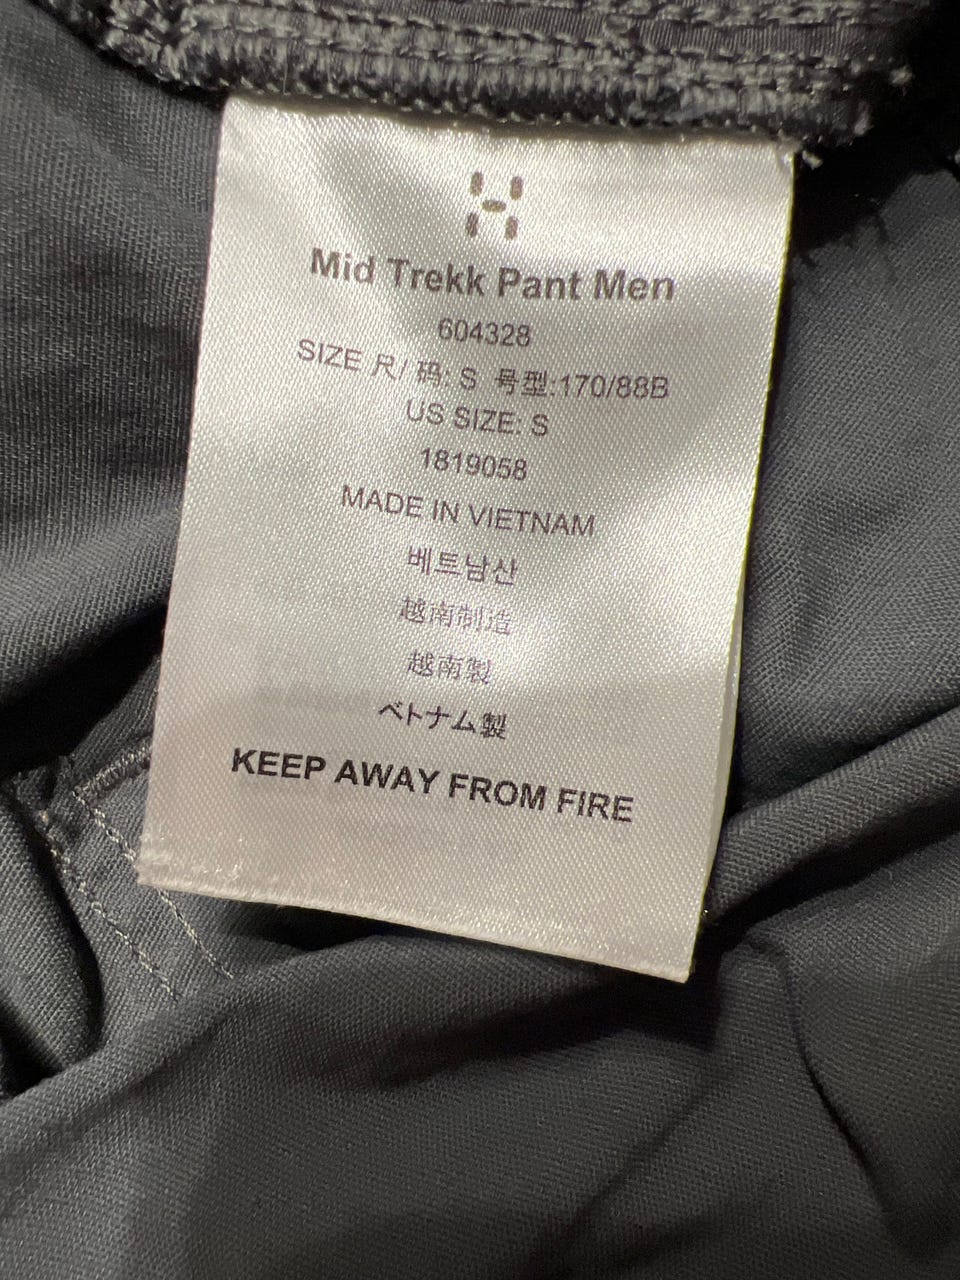 Mid Trekk Pant Men
604328
SIZE 尺/ 码: S 号型:170/88B
US SIZE: S
1819058
MADE IN VIETNAM
베트남산
越南制造
越南製
ベトナム製
KEEP AWAY FROM FIRE